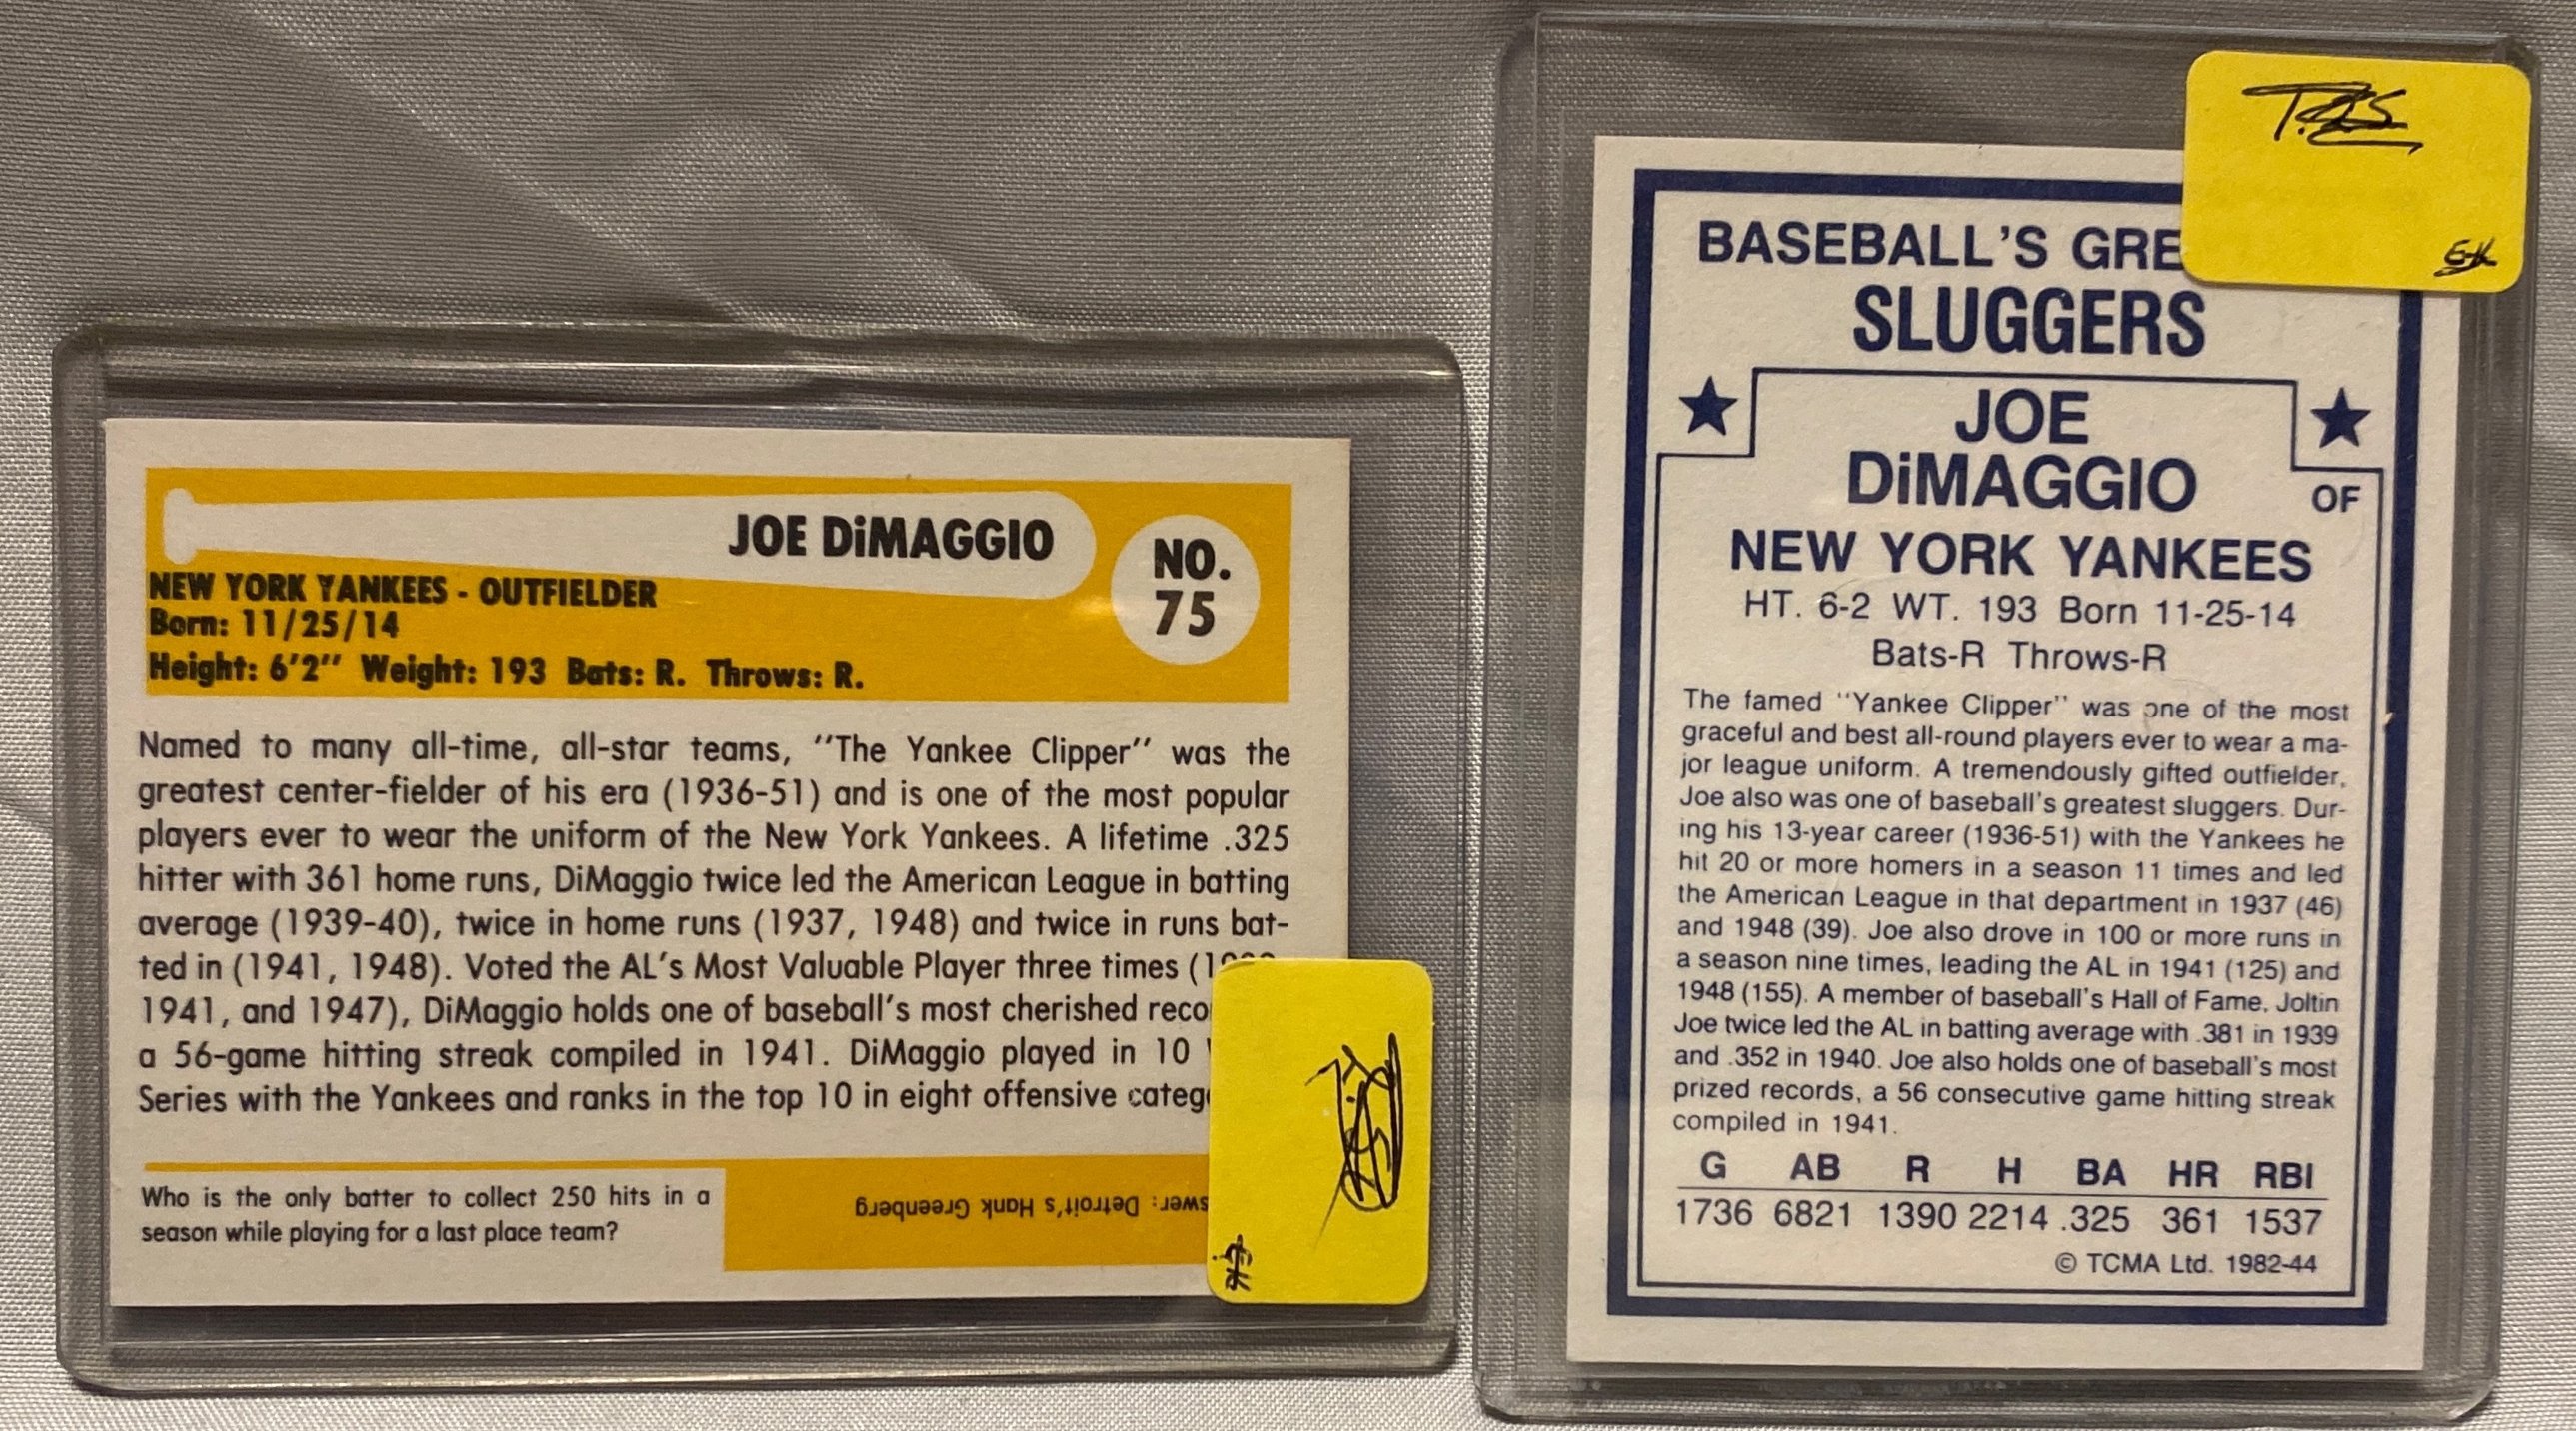 JOE DiMAGGIO
NO.
75
NEW YORK YANKEES - OUTFIELDER
Born: 11/25/14
Height: 6'2" Weight: 193 Bats: R. Throws: R.
Named to many all-time, all-star teams, "The Yankee Clipper" was the
greatest center-fielder of his era (1936-51) and is one of the most popular
players ever to wear the uniform of the New York Yankees. A lifetime .325
hitter with 361 home runs, DiMaggio twice led the American League in batting
average (1939-40), twice in home runs (1937, 1948) and twice in runs bat-
ted in (1941, 1948). Voted the AL's Most Valuable Player three times
1941, and 1947), DiMaggio holds one of baseball's most cherished reco
a 56-game hitting streak compiled in 1941. DiMaggio played in 10
Series with the Yankees and ranks in the top 10 in eight offensive categ
Who is the only batter to collect 250 hits in a
season while playing for a last place team?
swer: Detroit's Hank Greenberg
BASEBALL'S GRE
SLUGGERS
JOE
DiMAGGIO
OF
NEW YORK YANKEES
HT. 6-2 WT. 193 Born 11-25-14
Bats-R Throws-R
The famed "Yankee Clipper" was one of the most
graceful and best all-round players ever to wear a ma-
jor league uniform. A tremendously gifted outfielder,
Joe also was one of baseball's greatest sluggers. Dur-
ing his 13-year career (1936-51) with the Yankees he
hit 20 or more homers in a season 11 times and led
the American League in that department in 1937 (46)
and 1948 (39). Joe also drove in 100 or more runs in
a season nine times, leading the AL in 1941 (125) and
1948 (155). A member of baseball's Hall of Fame, Joltin
Joe twice led the AL in batting average with .381 in 1939
and .352 in 1940. Joe also holds one of baseball's most
prized records, a 56 consecutive game hitting streak
compiled in 1941.
G AB R H BA HR RBI
1736 6821 1390 2214 .325 361 1537
© TCMA Ltd. 1982-44